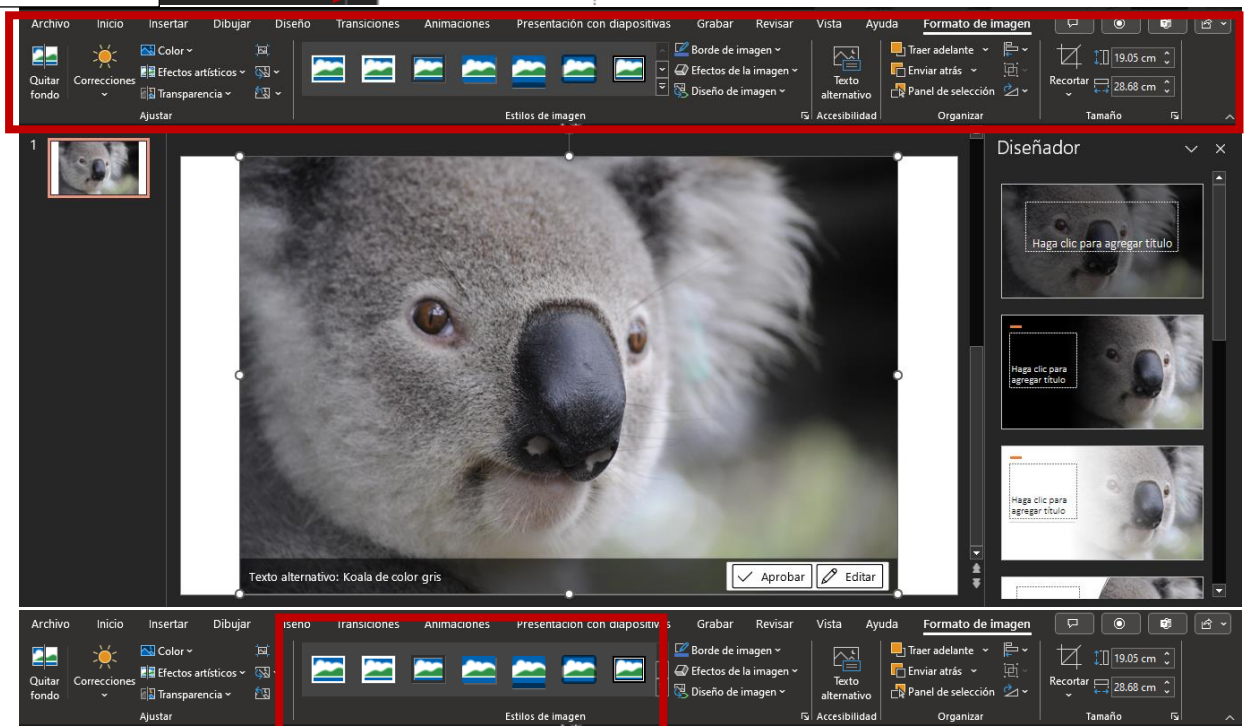 Archivo Inicio Insertar Dibujar Diseño Transiciones Animaciones Presentación con diapositivas Grabar Revisar Vista Ayuda Formato de imagen
Quitar fondo
Correcciones
Color
Efectos artísticos
Transparencia
Ajustar
Estilos de imagen
Borde de imagen
Efectos de la imagen
Diseño de imagen
Texto alternativo
Accesibilidad
Traer adelante
Enviar atrás
Panel de selección
Organizar
Recortar
19.05 cm
28.68 cm
Tamaño
1
Texto alternativo: Koala de color gris
Aprobar
Editar
Diseñador
Haga clic para agregar título
Haga clic para
agregar título
Haga clic para
agregar título
Archivo Inicio Insertar Dibujar Diseño Transiciones Animaciones Presentación con diapositivas Grabar Revisar Vista Ayuda Formato de imagen
Quitar fondo
Correcciones
Color
Efectos artísticos
Transparencia
Ajustar
Estilos de imagen
Borde de imagen
Efectos de la imagen
Diseño de imagen
Texto alternativo
Accesibilidad
Traer adelante
Enviar atrás
Panel de selección
Organizar
Recortar
19.05 cm
28.68 cm
Tamaño